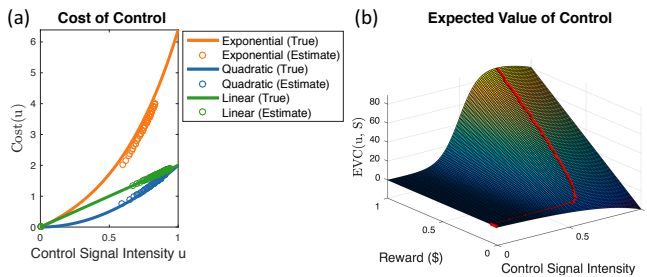 (a)
Cost of Control
Cost(u)
6
5
4
3
2
1
0
0.5
1
Control Signal Intensity u
Exponential (True)
Exponential (Estimate)
Quadratic (True)
Quadratic (Estimate)
Linear (True)
Linear (Estimate)
(b)
Expected Value of Control
EVC(u, S)
80
60
40
20
0
1
0.5
0
Reward ($)
0
0.5
1
Control Signal Intensity